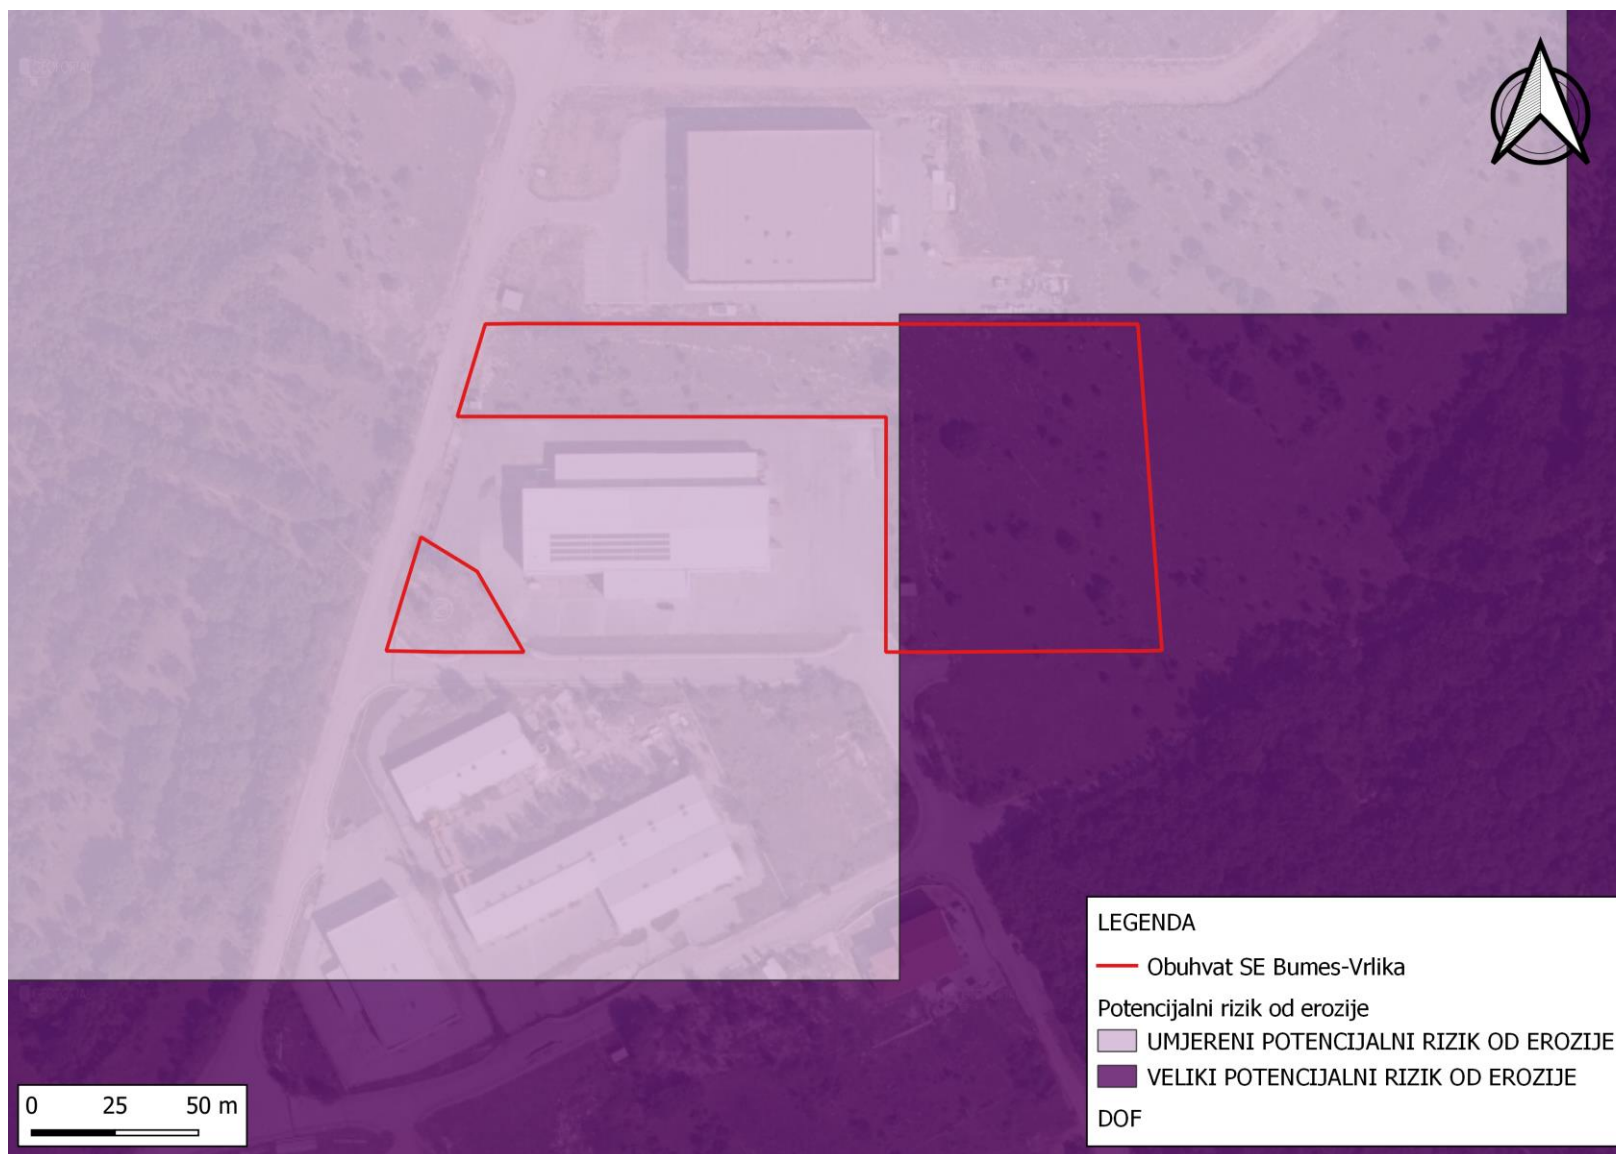 LEGENDA
Obuhvat SE Bumes-Vrlika
Potencijalni rizik od erozije
UMJERENI POTENCIJALNI RIZIK OD EROZIJE
VELIKI POTENCIJALNI RIZIK OD EROZIJE
DOF
0 25 50 m